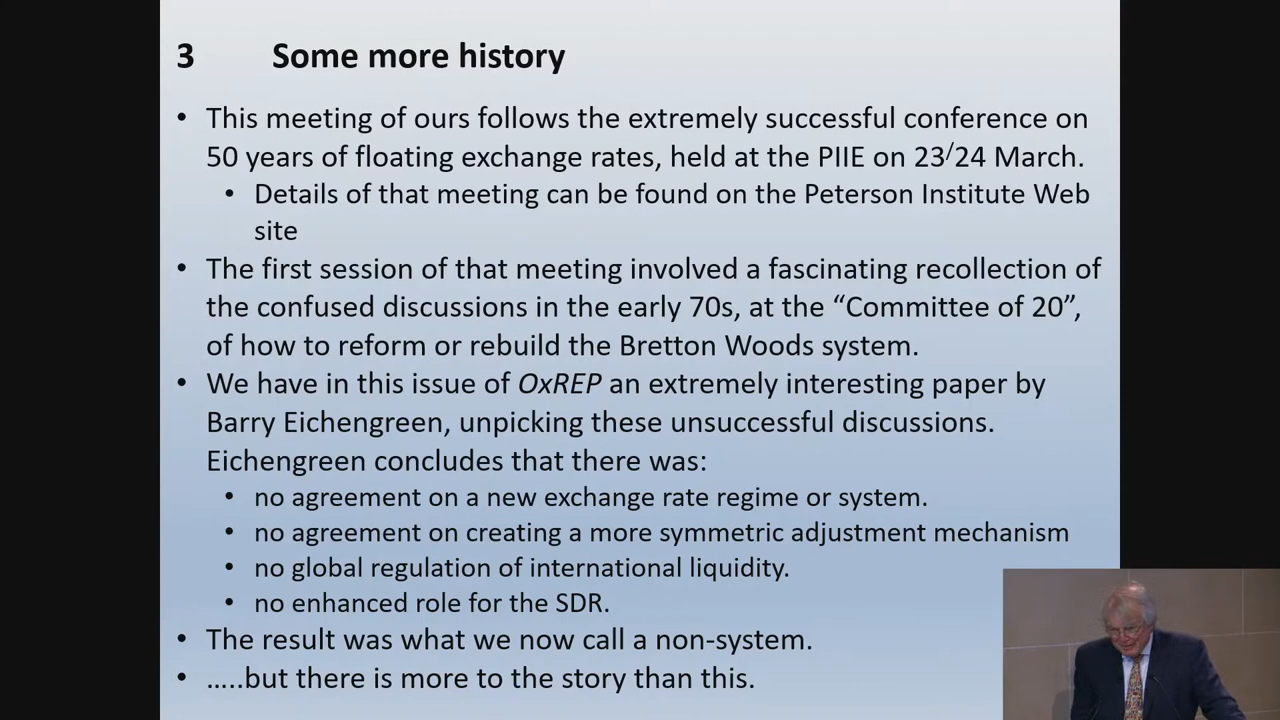 3 Some more history
• This meeting of ours follows the extremely successful conference on
50 years of floating exchange rates, held at the PIIE on 23/24 March.
• Details of that meeting can be found on the Peterson Institute Web
site
• The first session of that meeting involved a fascinating recollection of
the confused discussions in the early 70s, at the “Committee of 20”,
of how to reform or rebuild the Bretton Woods system.
• We have in this issue of OxREP an extremely interesting paper by
Barry Eichengreen, unpicking these unsuccessful discussions.
Eichengreen concludes that there was:
• no agreement on a new exchange rate regime or system.
• no agreement on creating a more symmetric adjustment mechanism
• no global regulation of international liquidity.
• no enhanced role for the SDR.
• The result was what we now call a non-system.
• …..but there is more to the story than this.